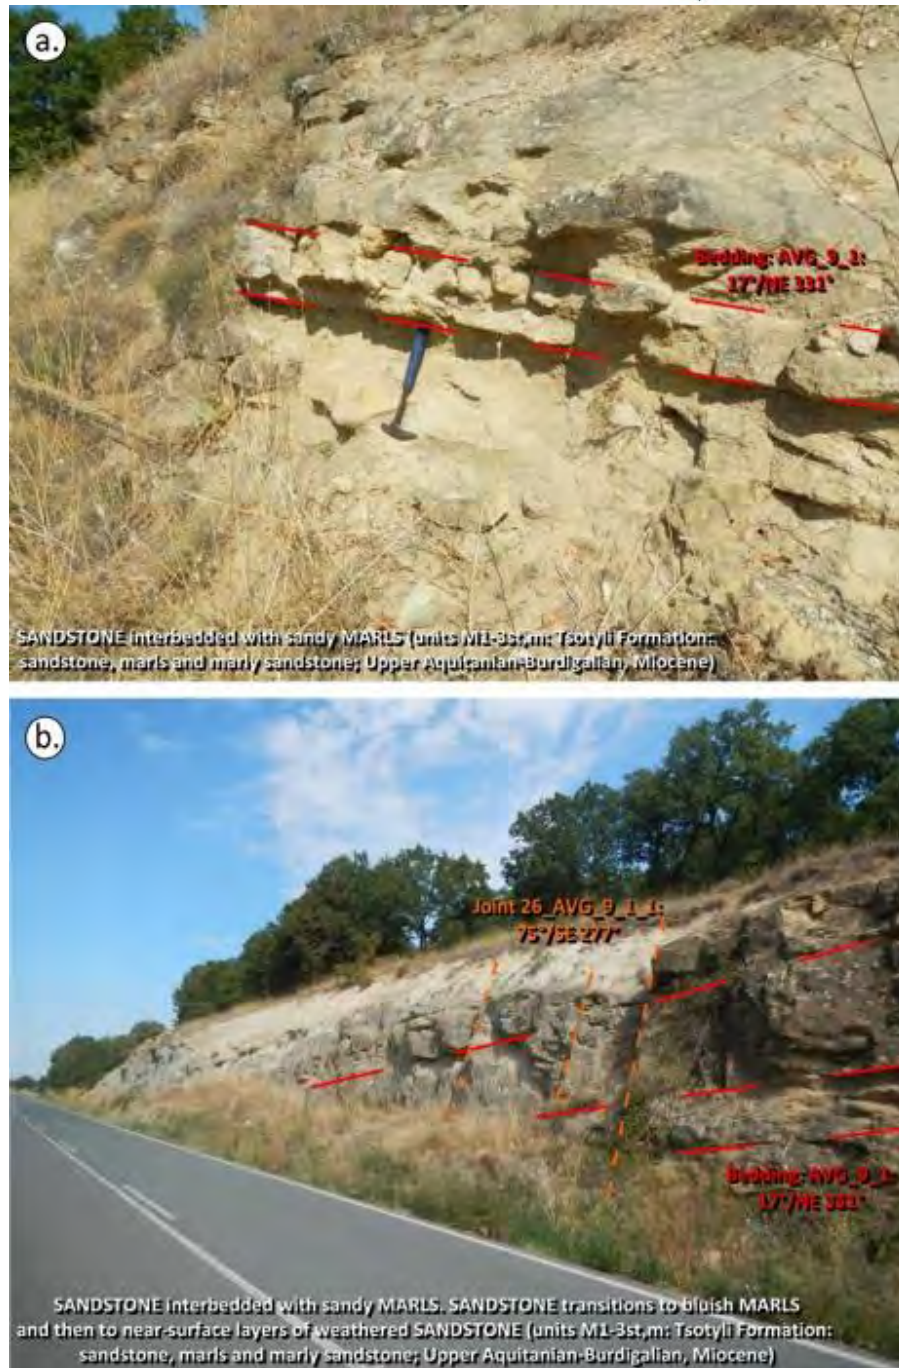 a.
Bedding: AVG_9_1:
17°/NE 331°
SANDSTONE interbedded with sandy MARLS (units M1-3st,m: Tsotyli Formation:
sandstone, marls and marly sandstone; Upper Aquicanian-Burdigalian, Miocene)
b.
Joint 26_AVG_9_1_1:
75°/SE 277°
Bedding: AVG_9_1:
17°/NE 331°
SANDSTONE interbedded with sandy MARLS. SANDSTONE transitions to bluish MARLS
and then to near-surface layers of weathered SANDSTONE (units M1-3st,m: Tsotyli Formation:
sandstone, marls and marly sandstone; Upper Aquitanian-Burdigalian, Miocene)